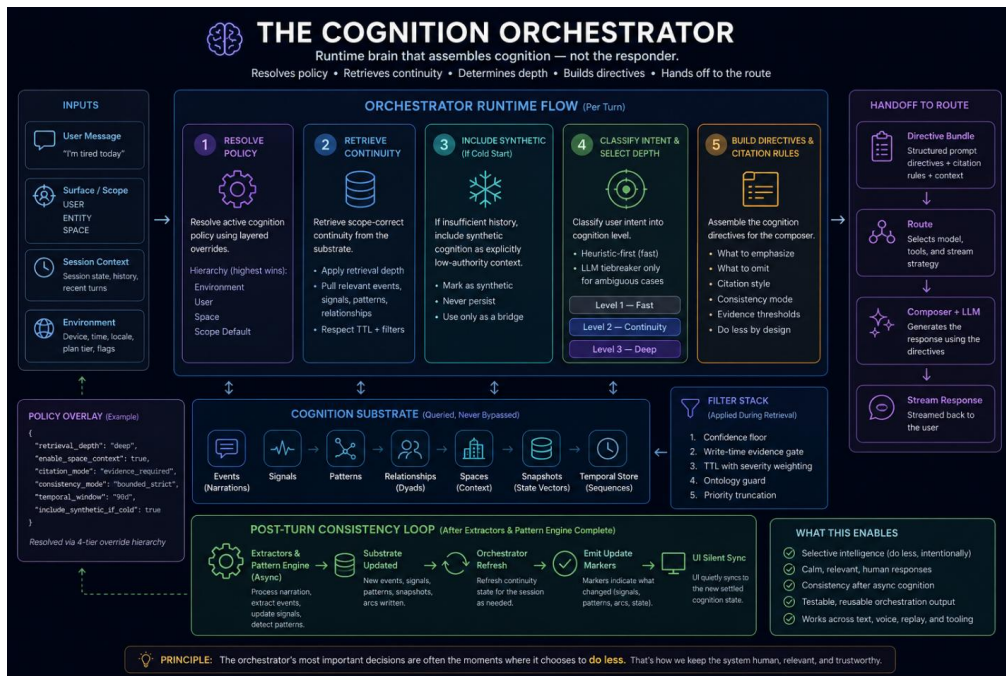 THE COGNITION ORCHESTRATOR
Runtime brain that assembles cognition — not the responder.
Resolves policy • Retrieves continuity • Determines depth • Builds directives • Hands off to the route
INPUTS
User Message
"I'm tired today"
Surface / Scope
USER
ENTITY
SPACE
Session Context
Session state, history,
recent turns
Environment
Device, time, locale,
plan tier, flags
ORCHESTRATOR RUNTIME FLOW (Per Turn)
1 RESOLVE
POLICY
Resolve active cognition
policy using layered
overrides.
Hierarchy (highest wins):
Environment
User
Space
Scope Default
2 RETRIEVE
CONTINUITY
Retrieve scope-correct
continuity from the
substrate.
• Apply retrieval depth
• Pull relevant events,
signals, patterns,
relationships
• Respect TTL + filters
3 INCLUDE SYNTHETIC
(If Cold Start)
If insufficient history,
include synthetic
cognition as explicitly
low-authority context.
• Mark as synthetic
• Never persist
• Use only as a bridge
4 CLASSIFY INTENT &
SELECT DEPTH
Classify user intent into
cognition level.
• Heuristic-first (fast)
• LLM tiebreaker only
for ambiguous cases
Level 1 — Fast
Level 2 — Continuity
Level 3 — Deep
5 BUILD DIRECTIVES &
CITATION RULES
Assemble the cognition
directives for the composer.
• What to emphasize
• What to omit
• Citation style
• Consistency mode
• Evidence thresholds
• Do less by design
HANDOFF TO ROUTE
Directive Bundle
Structured prompt
directives + citation
rules + context
Route
Selects model,
tools, and stream
strategy
Composer + LLM
Generates the
response using the
directives
Stream Response
Streamed back to
the user
POLICY OVERLAY (Example)
{
"retrieval_depth": "deep",
"enable_space_context": true,
"citation_mode": "evidence_required",
"consistency_mode": "bounded_strict",
"temporal_window": "90d",
"include_synthetic_if_cold": true
}
Resolved via 4-tier override hierarchy
COGNITION SUBSTRATE (Queried, Never Bypassed)
Events
(Narrations)
Signals
Patterns
Relationships
(Dyads)
Spaces
(Context)
Snapshots
(State Vectors)
Temporal Store
(Sequences)
FILTER STACK
(Applied During Retrieval)
1. Confidence floor
2. Write-time evidence gate
3. TTL with severity weighting
4. Ontology guard
5. Priority truncation
POST-TURN CONSISTENCY LOOP (After Extractors & Pattern Engine Complete)
Extractors &
Pattern Engine
(Async)
Process narration,
extract events,
update signals,
detect patterns.
Substrate
Updated
New events, signals,
patterns, snapshots,
arcs written.
Orchestrator
Refresh
Refresh continuity
state for the session
as needed.
Emit Update
Markers
Markers indicate what
changed (signals,
patterns, arcs, state).
UI Silent Sync
UI quietly syncs to
the new settled
cognition state.
WHAT THIS ENABLES
Selective intelligence (do less, intentionally)
Calm, relevant, human responses
Consistency after async cognition
Testable, reusable orchestration output
Works across text, voice, replay, and tooling
PRINCIPLE: The orchestrator's most important decisions are often the moments where it chooses to do less. That's how we keep the system human, relevant, and trustworthy.